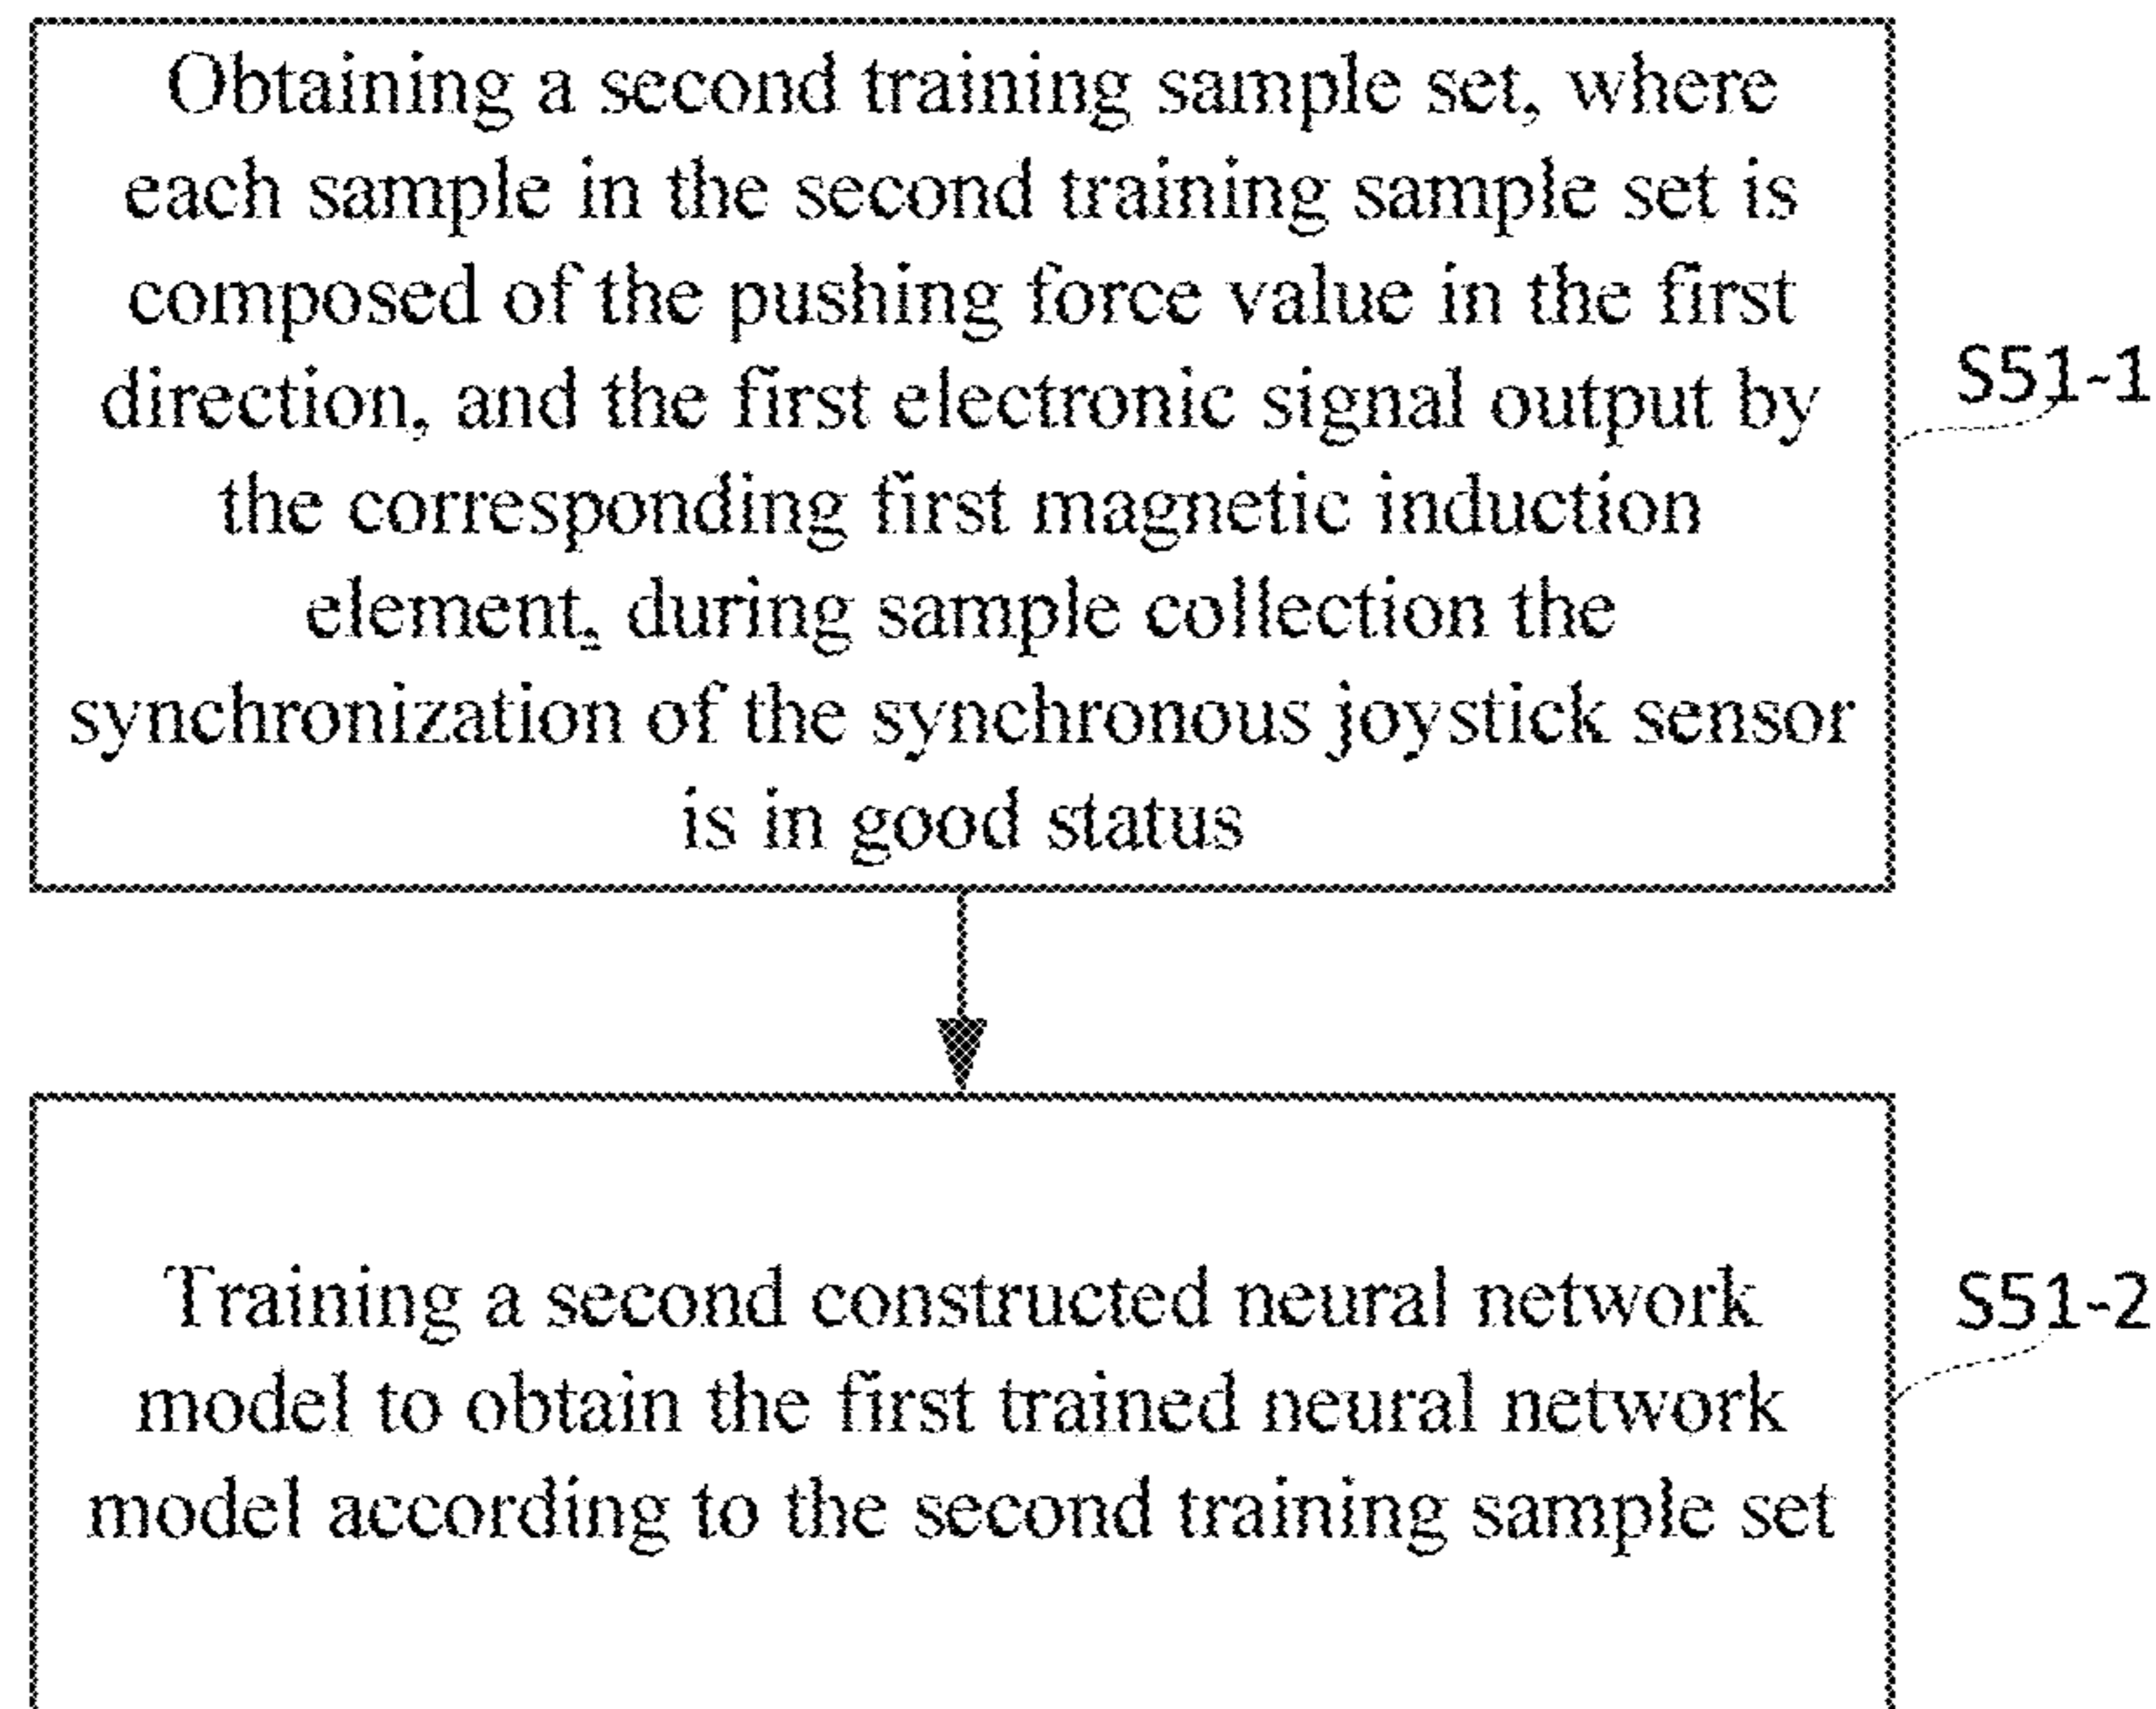 Obtaining a second training sample set, where
each sample in the second training sample set is
composed of the pushing force value in the first
direction, and the first electronic signal output by
the corresponding first magnetic induction
element, during sample collection the
synchronization of the synchronous joystick sensor
is in good status
S51-1
Training a second constructed neural network
model to obtain the first trained neural network
model according to the second training sample set
S51-2